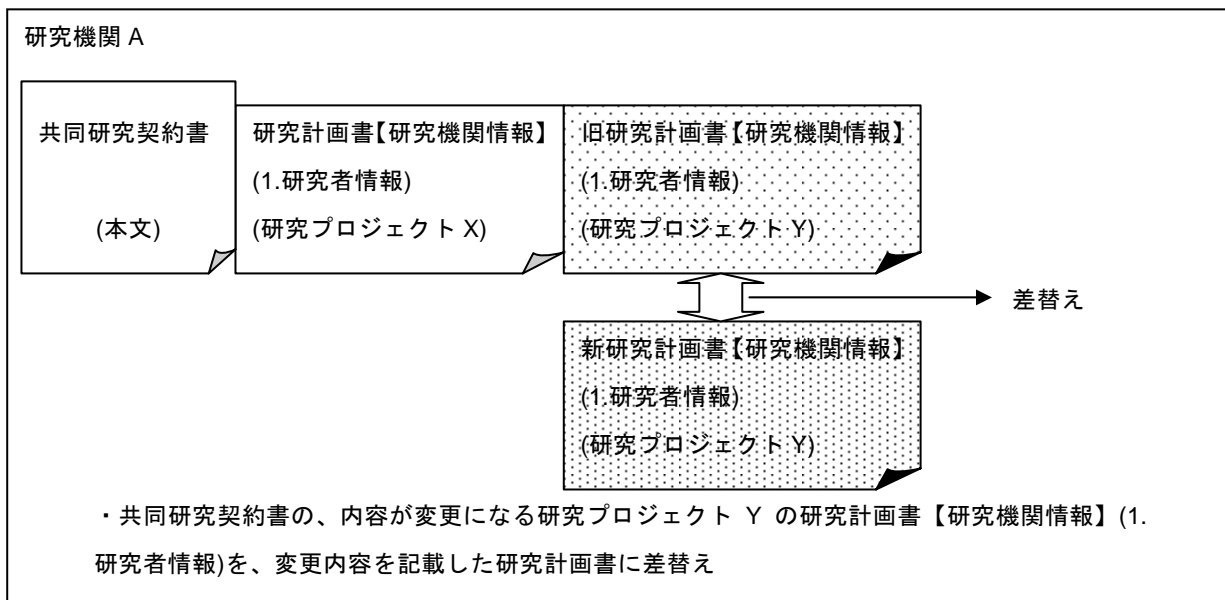 研究機関 A
共同研究契約書
(本文)
研究計画書【研究機関情報】
(1.研究者情報)
(研究プロジェクト X)
旧研究計画書【研究機関情報】
(1.研究者情報)
(研究プロジェクト Y)
差替え
新研究計画書【研究機関情報】
(1.研究者情報)
(研究プロジェクト Y)
・共同研究契約書の、内容が変更になる研究プロジェクト Y の研究計画書【研究機関情報】(1.
研究者情報)を、変更内容を記載した研究計画書に差替え